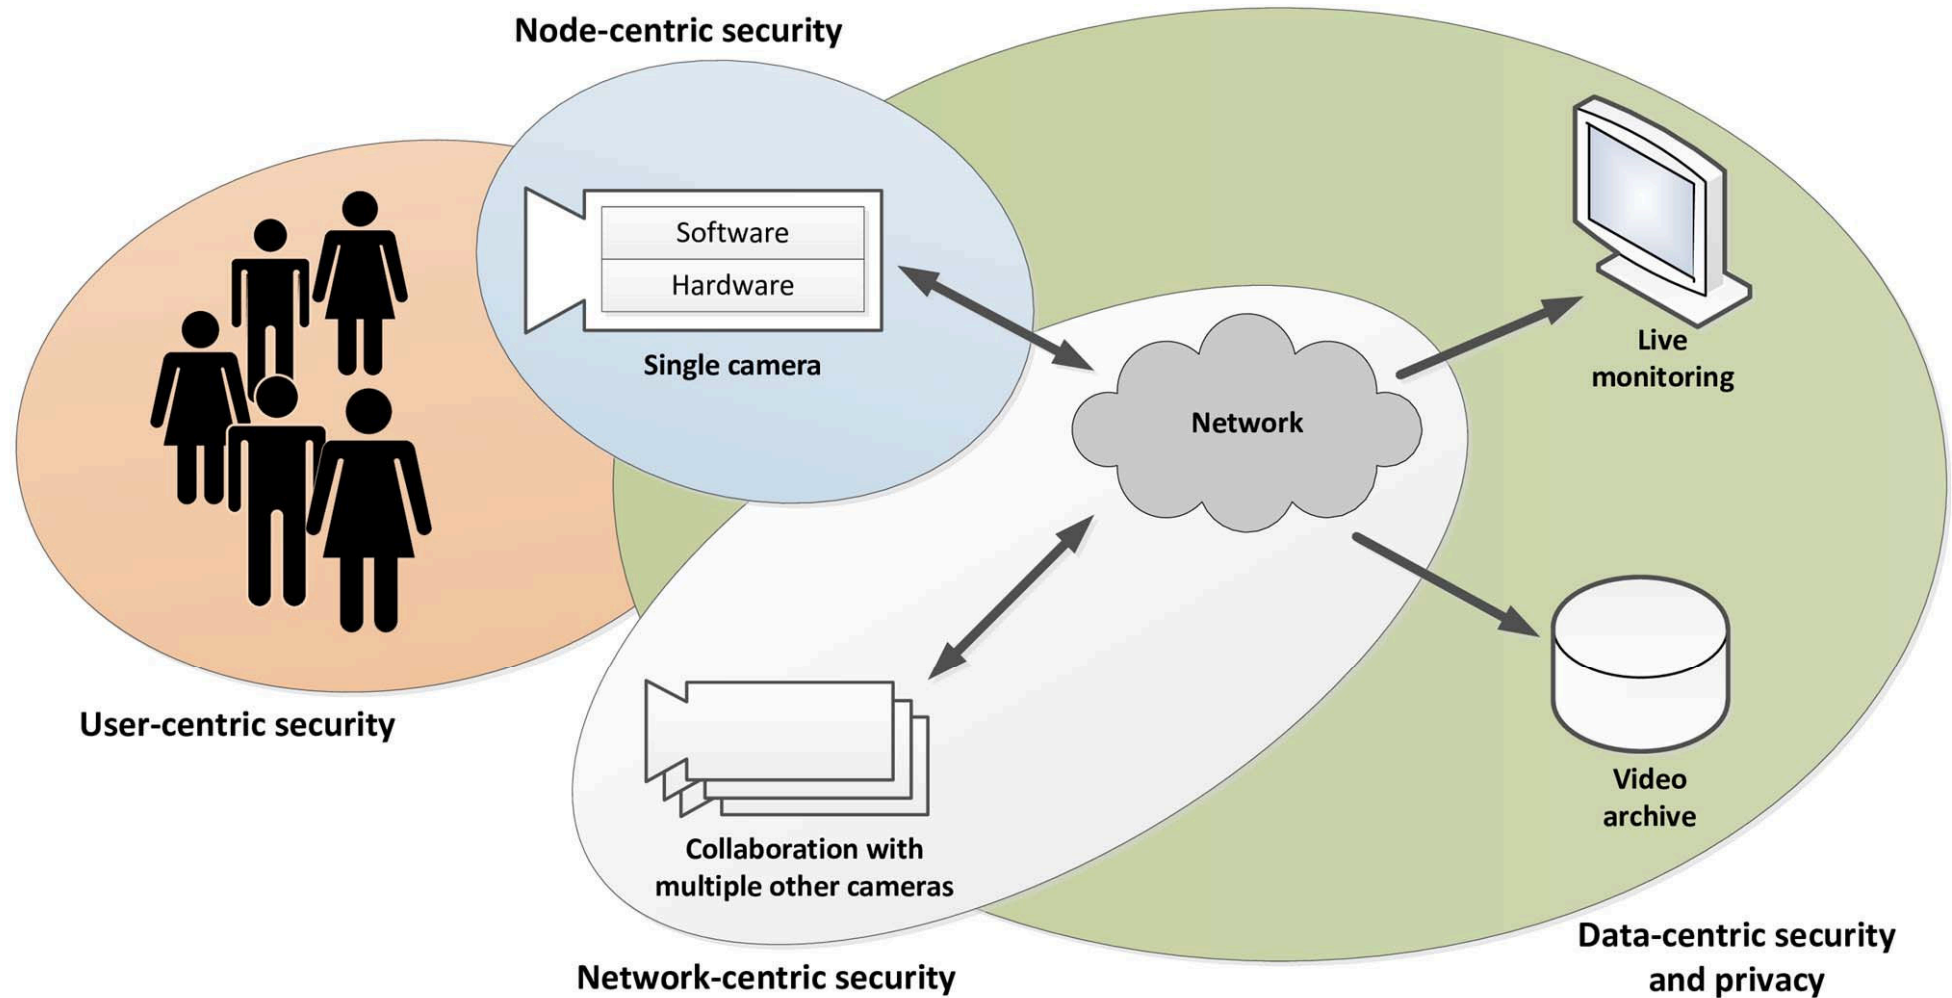 Node-centric security
Software
Hardware
Single camera
Live
monitoring
Network
User-centric security
Video
archive
Collaboration with
multiple other cameras
Data-centric security
and privacy
Network-centric security